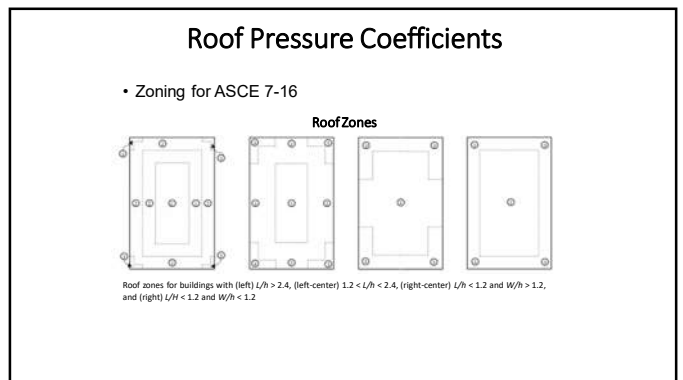 Roof Pressure Coefficients
• Zoning for ASCE 7-16
Roof Zones
Roof zones for buildings with (left) L/h > 2.4, (left-center) 1.2 < L/h < 2.4, (right-center) L/h < 1.2 and W/h > 1.2,
and (right) L/H < 1.2 and W/h < 1.2